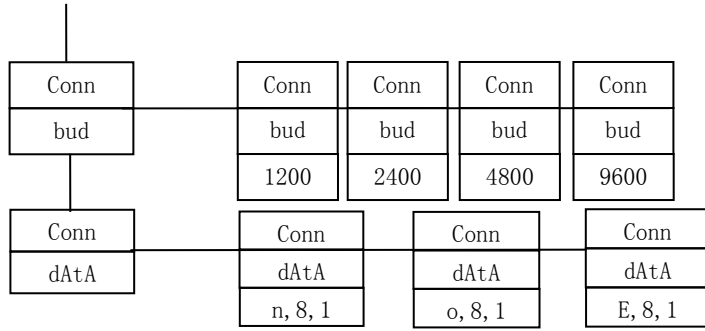 Conn Conn Conn Conn Conn
bud bud bud bud bud
1200 2400 4800 9600
Conn Conn Conn Conn
dAtA dAtA dAtA dAtA
n,8,1 o,8,1 E,8,1